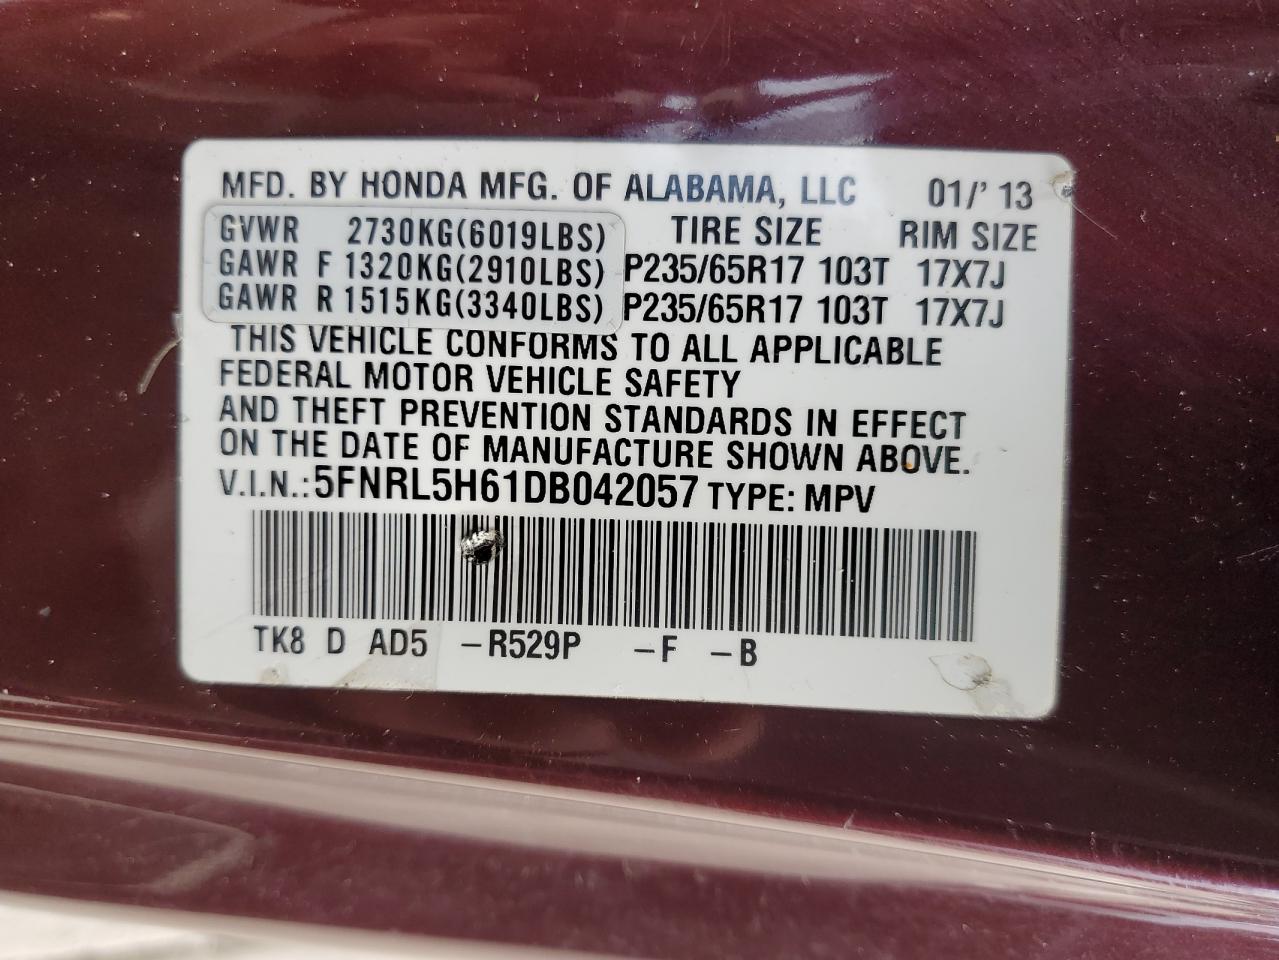 MFD. BY HONDA MFG. OF ALABAMA, LLC 01/' 13
GVWR 2730KG(6019LBS) TIRE SIZE RIM SIZE
GAWR F 1320KG(2910LBS) P235/65R17 103T 17X7J
GAWR R 1515KG(3340LBS) P235/65R17 103T 17X7J
THIS VEHICLE CONFORMS TO ALL APPLICABLE
FEDERAL MOTOR VEHICLE SAFETY
AND THEFT PREVENTION STANDARDS IN EFFECT
ON THE DATE OF MANUFACTURE SHOWN ABOVE.
V.I.N.: 5FNRL5H61DB042057 TYPE: MPV
TK8 D AD5 -R529P -F -B